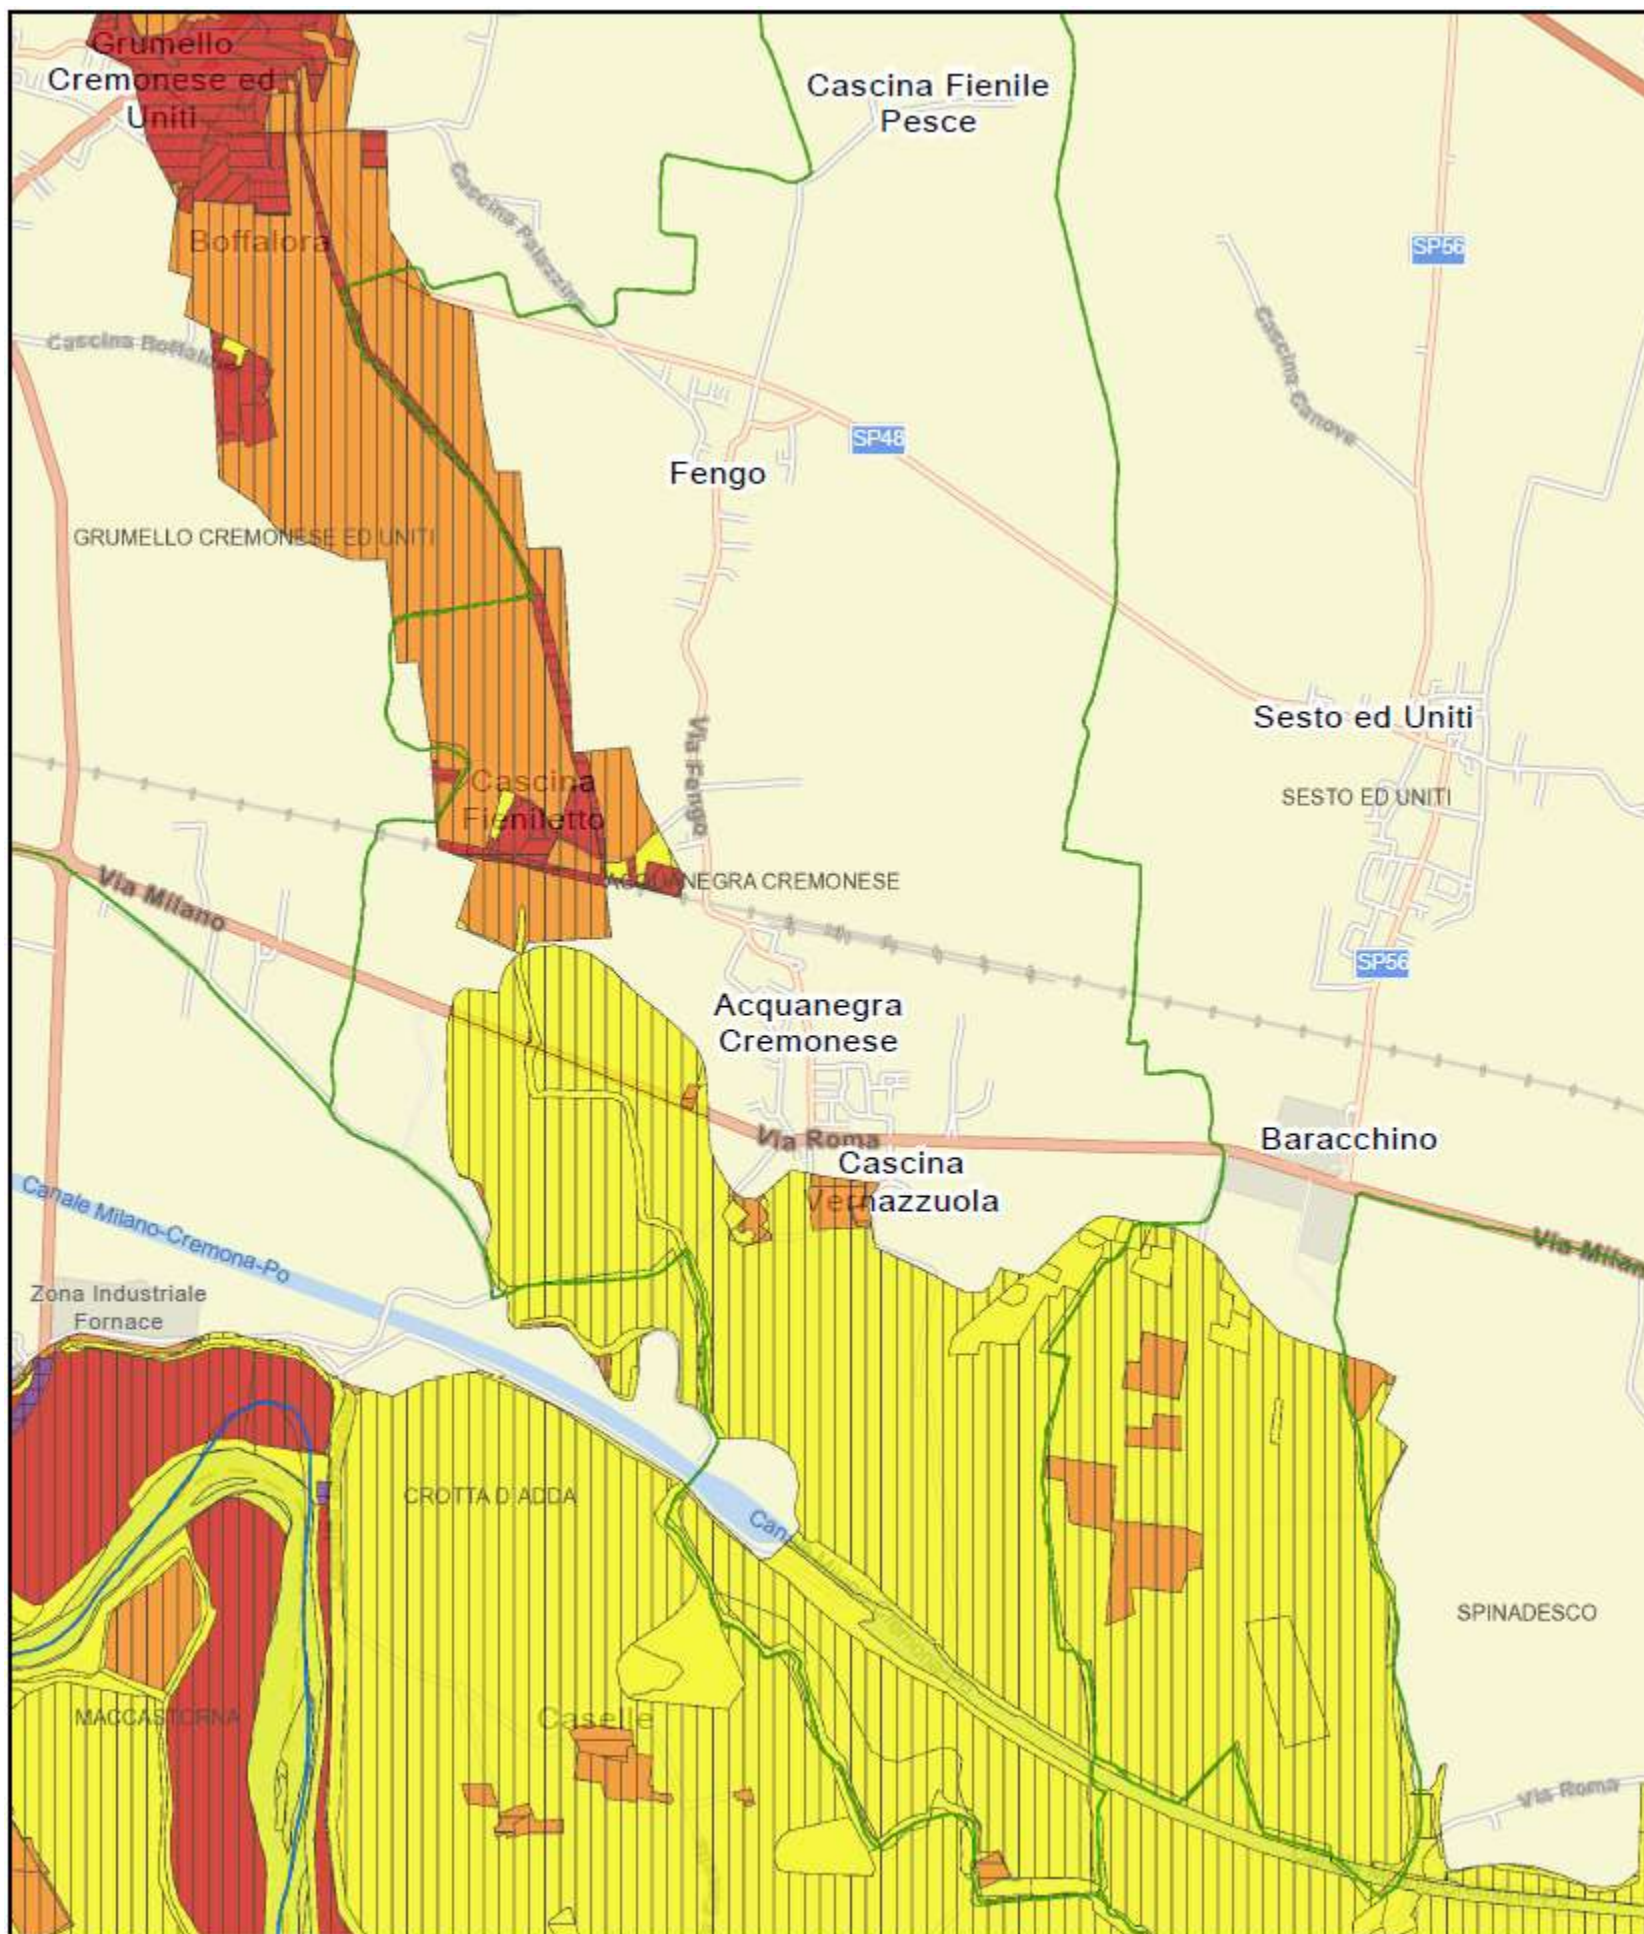 Grumello
Cremonese ed
Uniti
Cascina Fienile
Pesce
Cascina Palazzina
Boffalora
SP56
Cascina Boffalora
Cascina Canova
SP48
Fengo
GRUMELLO CREMONESE ED UNITI
Sesto ed Uniti
Via Fengo
Cascina
Fieniletto
SESTO ED UNITI
ACQUANEGRA CREMONESE
Via Milano
SP56
Acquanegra
Cremonese
Via Roma
Baracchino
Cascina
Vernazzuola
Canale Milano-Cremona-Po
Via Milan
Zona Industriale
Fornace
CROTTA D'ADDA
Can
SPINADESCO
MACCASTORNA
Caselle
Via Roma